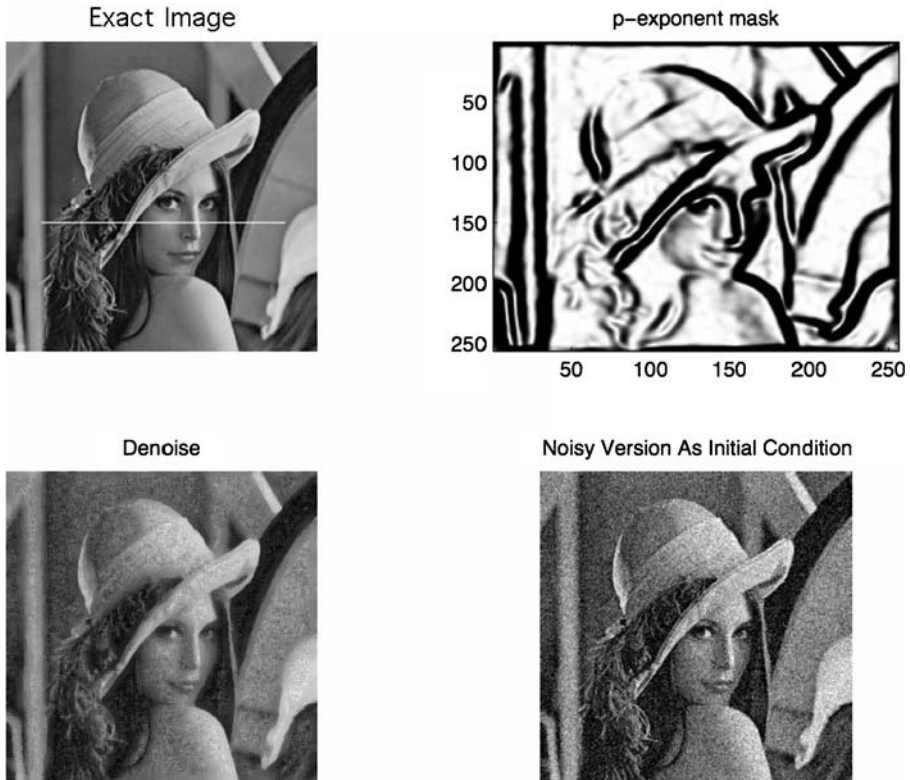 Exact Image
p-exponent mask
50
100
150
200
250
50 100 150 200 250
Denoise
Noisy Version As Initial Condition